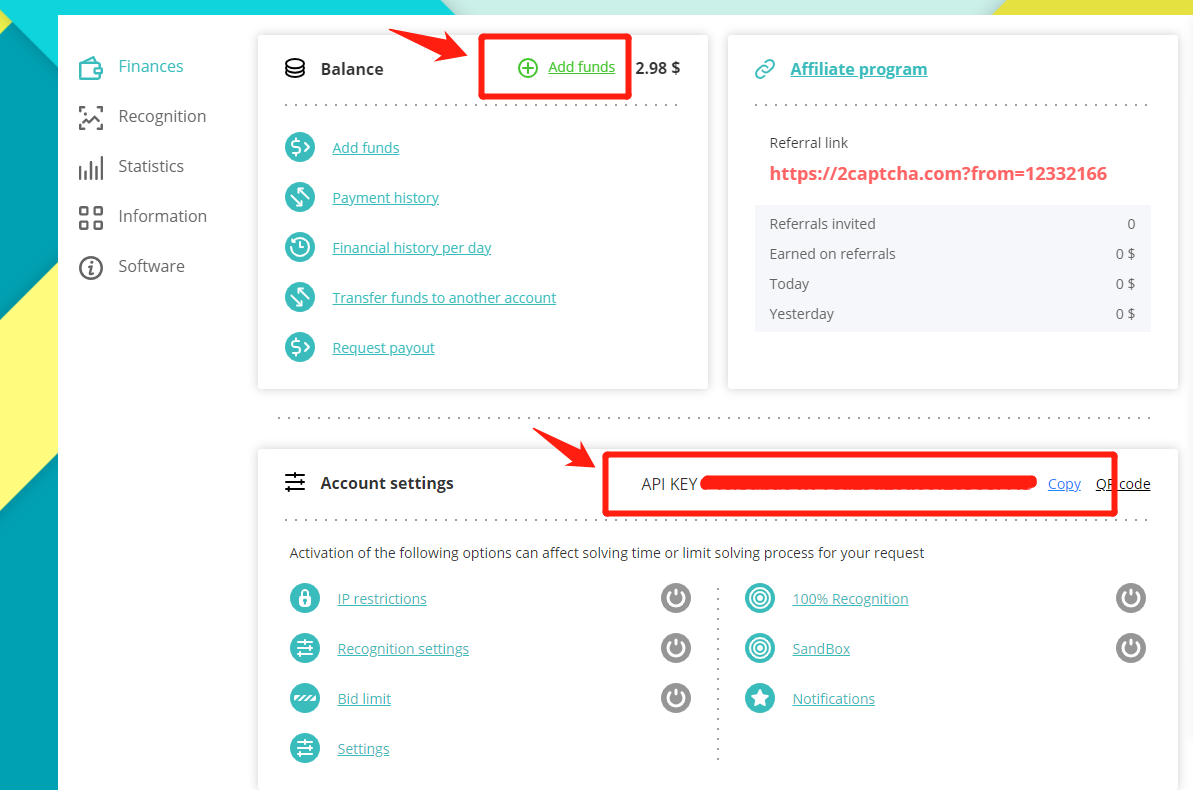 Finances
Recognition
Statistics
Information
Software
Balance
Add funds
2.98 $
Add funds
Payment history
Financial history per day
Transfer funds to another account
Request payout
Affiliate program
Referral link
https://2captcha.com?from=12332166
Referrals invited 0
Earned on referrals 0 $
Today 0 $
Yesterday 0 $
Account settings
API KEY
Copy
QR code
Activation of the following options can affect solving time or limit solving process for your request
IP restrictions
Recognition settings
Bid limit
Settings
100% Recognition
SandBox
Notifications